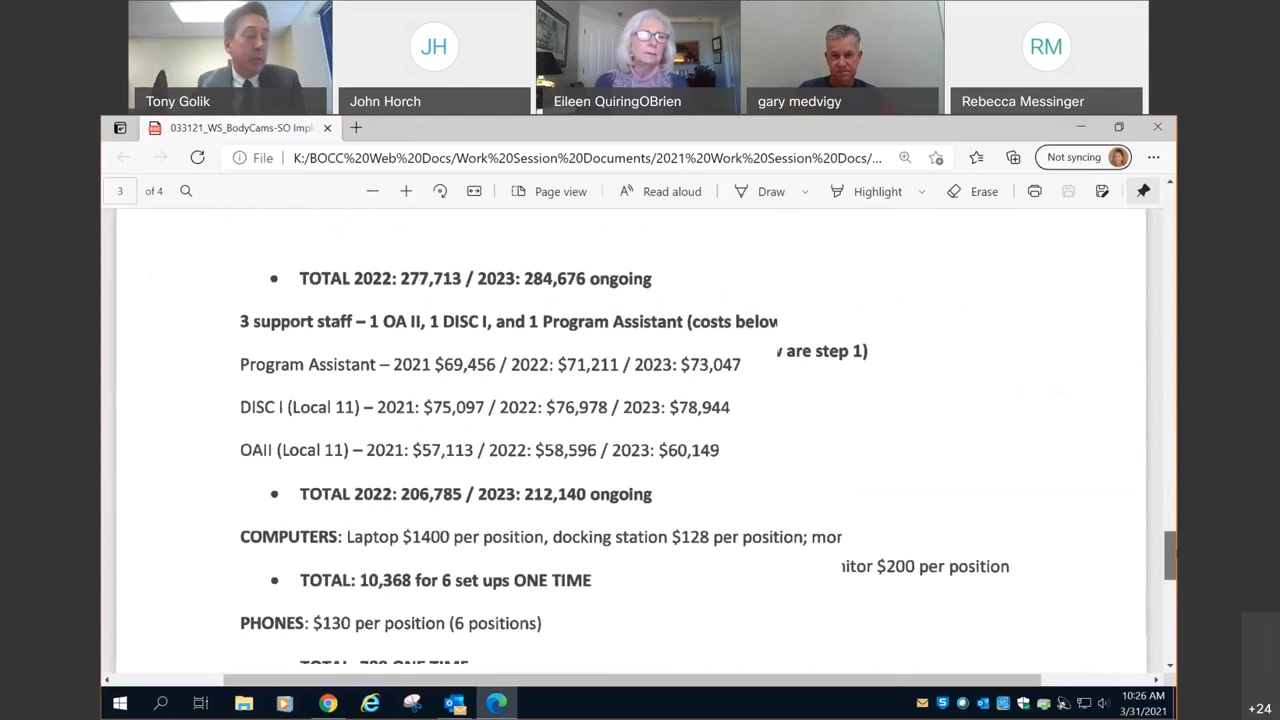 JH
RM
Tony Golik
John Horch
Eileen QuiringOBrien
gary medvigy
Rebecca Messinger
033121_WS_BodyCams-SO Impl
File
K:/BOCC%20Web%20Docs/Work%20Session%20Documents/2021%20Work%20Session%20Docs/...
Not syncing
3 of 4
Page view
Read aloud
Draw
Highlight
Erase
• TOTAL 2022: 277,713 / 2023: 284,676 ongoing
3 support staff – 1 OA II, 1 DISC I, and 1 Program Assistant (costs below are step 1)
Program Assistant – 2021 $69,456 / 2022: $71,211 / 2023: $73,047
DISC I (Local 11) – 2021: $75,097 / 2022: $76,978 / 2023: $78,944
OAII (Local 11) – 2021: $57,113 / 2022: $58,596 / 2023: $60,149
• TOTAL 2022: 206,785 / 2023: 212,140 ongoing
COMPUTERS: Laptop $1400 per position, docking station $128 per position; monitor $200 per position
• TOTAL: 10,368 for 6 set ups ONE TIME
PHONES: $130 per position (6 positions)
10:26 AM
3/31/2021
+24